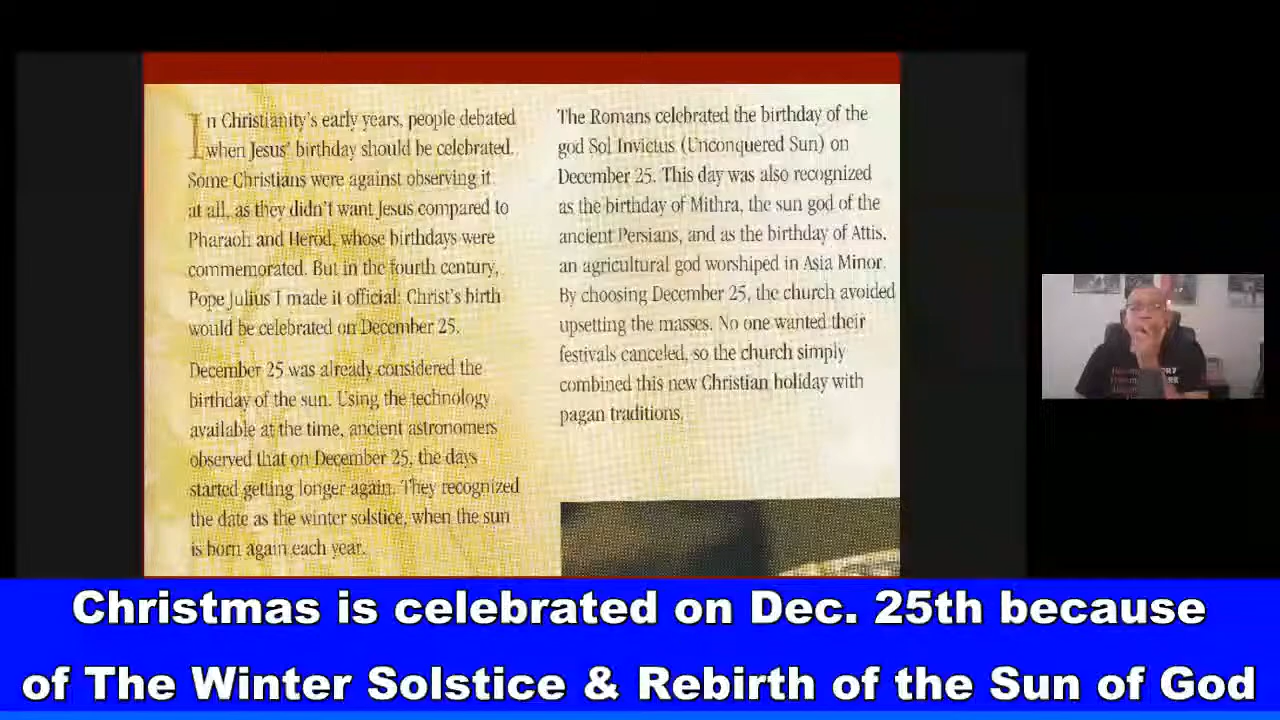 In Christianity's early years, people debated
when Jesus' birthday should be celebrated.
Some Christians were against observing it
at all, as they didn't want Jesus compared to
Pharaoh and Herod, whose birthdays were
commemorated. But in the fourth century,
Pope Julius I made it official: Christ's birth
would be celebrated on December 25.
December 25 was already considered the
birthday of the sun. Using the technology
available at the time, ancient astronomers
observed that on December 25, the days
started getting longer again. They recognized
the date as the winter solstice, when the sun
is born again each year.
The Romans celebrated the birthday of the
god Sol Invictus (Unconquered Sun) on
December 25. This day was also recognized
as the birthday of Mithra, the sun god of the
ancient Persians, and as the birthday of Attis,
an agricultural god worshiped in Asia Minor.
By choosing December 25, the church avoided
upsetting the masses. No one wanted their
festivals canceled, so the church simply
combined this new Christian holiday with
pagan traditions.
Christmas is celebrated on Dec. 25th because
of The Winter Solstice & Rebirth of the Sun of God